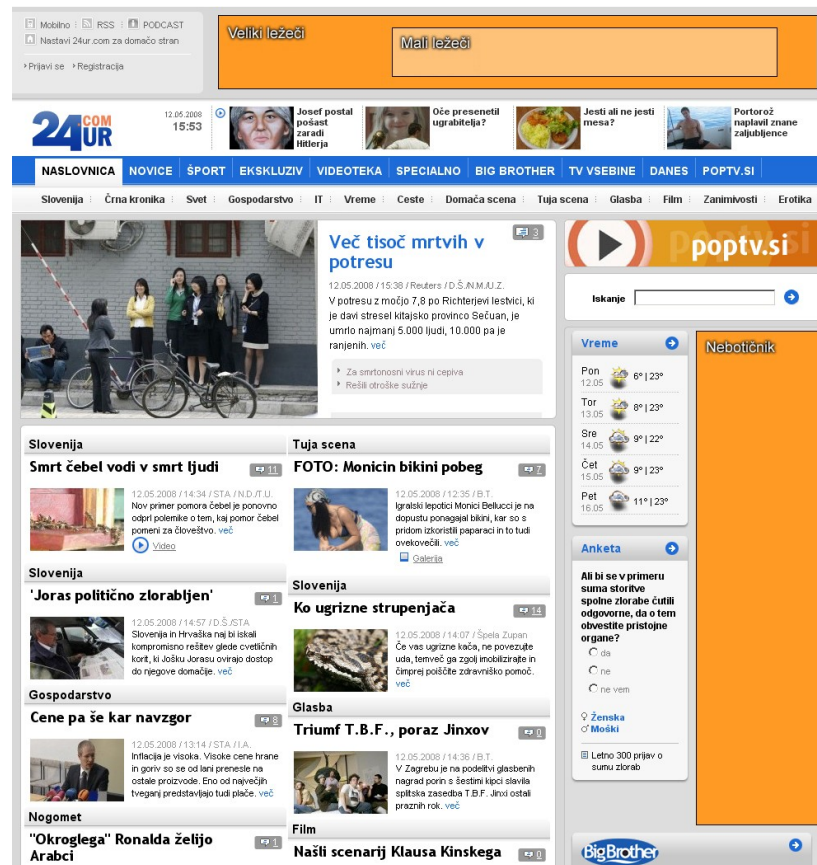 Mobilno RSS PODCAST
Nastavi 24ur.com za domačo stran
Prijavi se Registracija
Veliki ležeči
Mali ležeči
24UR.COM
12.05.2008
15:53
Josef postal
pošast
zaradi
Hitlerja
Oče presenetil
ugrabitelja?
Jesti ali ne jesti
mesa?
Portorož
naplavil znane
zaljubljence
NASLOVNICA NOVICE ŠPORT EKSKLUZIV VIDEOTEKA SPECIALNO BIG BROTHER TV VSEBINE DANES POPTV.SI
Slovenija Črna kronika Svet Gospodarstvo IT Vreme Ceste Domača scena Tuja scena Glasba Film Zanimivosti Erotika
Več tisoč mrtvih v
potresu
3
12.05.2008 / 15:38 / Reuters / D.Š./N.M./U.Z.
V potresu z močjo 7,8 po Richterjevi lestvici, ki
je davi stresel kitajsko provinco Sečuan, je
umrlo najmanj 5.000 ljudi, 10.000 pa je
ranjenih. več
Za smrtonosni virus ni cepiva
Rešili otroške sužnje
poptv.si
Iskanje
Vreme
Pon
12.05
6° | 23°
Tor
13.05
8° | 23°
Sre
14.05
9° | 22°
Čet
15.05
9° | 23°
Pet
16.05
11° | 23°
Nebotičnik
Slovenija
Smrt čebel vodi v smrt ljudi 11
12.05.2008 / 14:34 / STA / N.D./T.U.
Nov primer pomora čebel je ponovno
odprl polemike o tem, kaj pomor čebel
pomeni za človeštvo. več
Video
Slovenija
'Joras politično zlorabljen' 1
12.05.2008 / 14:57 / D.Š./STA
Slovenija in Hrvaška naj bi iskali
kompromisno rešitev glede cvetličnih
korit, ki Jošku Jorasu ovirajo dostop
do njegove domačije. več
Gospodarstvo
Cene pa še kar navzgor 8
12.05.2008 / 13:14 / STA / I.A.
Inflacija je visoka. Visoke cene hrane
in goriv so se od lani prenesle na
ostale proizvode. Eno od največjih
tveganj predstavljajo tudi plače. več
Nogomet
"Okroglega" Ronalda želijo
Arabci
1
Tuja scena
FOTO: Monicin bikini pobeg 7
12.05.2008 / 12:35 / B.T.
Igralski lepotici Monici Bellucci je na
dopustu ponagajal bikini, kar so s
pridom izkoristili paparaci in to tudi
ovekovečili. več
Galerija
Slovenija
Ko ugrizne strupenjača 14
12.05.2008 / 14:07 / Špela Zupan
Če vas ugrizne kača, ne povezujte
uda, temveč ga zgolj imobilizirajte in
čimprej poiščite zdravniško pomoč.
več
Glasba
Triumf T.B.F., poraz Jinxov 0
12.05.2008 / 14:36 / B.T.
V Zagrebu je na podelitvi glasbenih
nagrad porin s šestimi kipci slavila
splitska zasedba T.B.F. Jinxi ostali
praznih rok. več
Film
Našli scenarij Klausa Kinskega 0
Anketa
Ali bi se v primeru
suma storitve
spolne zlorabe čutili
odgovorne, da o tem
obvestite pristojne
organe?
da
ne
ne vem
Ženska
Moški
Letno 300 prijav o
sumu zlorab
BigBrother